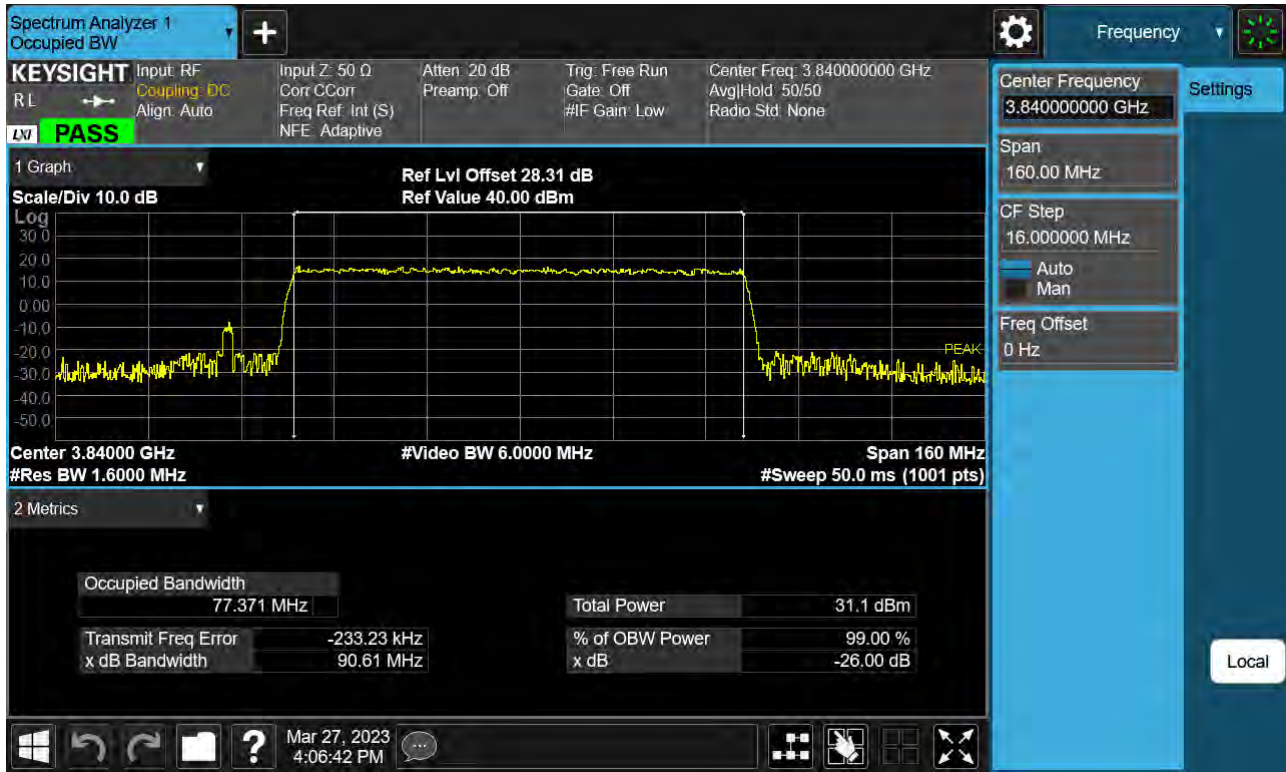 Spectrum Analyzer 1
Occupied BW
+
Frequency
KEYSIGHT
RL
LXI PASS
Input: RF
Coupling: DC
Align: Auto
Input Z: 50 Ω
Corr CCorr
Freq Ref: Int (S)
NFE: Adaptive
Atten: 20 dB
Preamp: Off
Trig: Free Run
Gate: Off
#IF Gain: Low
Center Freq: 3.840000000 GHz
Avg|Hold: 50/50
Radio Std: None
Center Frequency
3.840000000 GHz
Settings
Span
160.00 MHz
CF Step
16.000000 MHz
Auto
Man
Freq Offset
0 Hz
Local
1 Graph
Scale/Div 10.0 dB
Ref Lvl Offset 28.31 dB
Ref Value 40.00 dBm
Log
30.0
20.0
10.0
0.00
-10.0
-20.0
-30.0
-40.0
-50.0
PEAK
Center 3.84000 GHz
#Video BW 6.0000 MHz
Span 160 MHz
#Res BW 1.6000 MHz
#Sweep 50.0 ms (1001 pts)
2 Metrics
Occupied Bandwidth
77.371 MHz
Transmit Freq Error -233.23 kHz
x dB Bandwidth 90.61 MHz
Total Power 31.1 dBm
% of OBW Power 99.00 %
x dB -26.00 dB
?
Mar 27, 2023
4:06:42 PM